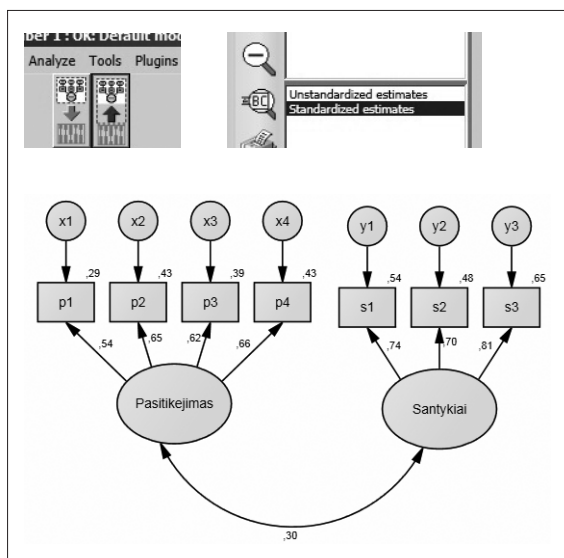 ber 1 : OK: Default mod
Analyze Tools Plugins
BC
Unstandardized estimates
Standardized estimates
x1 x2 x3 x4 y1 y2 y3
,29 ,43 ,39 ,43 ,54 ,48 ,65
p1 p2 p3 p4 s1 s2 s3
,54 ,65 ,62 ,66 ,74 ,70 ,81
Pasitikejimas Santykiai
,30